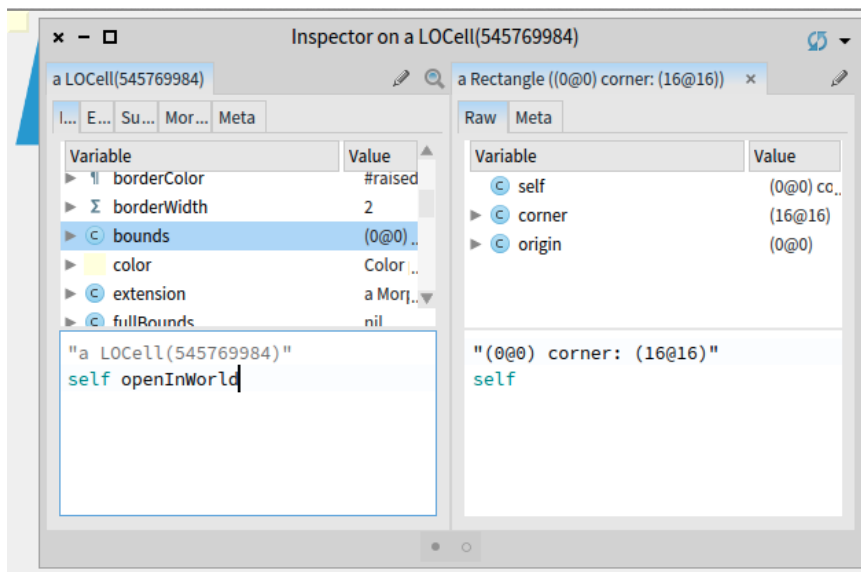 Inspector on a LOCell(545769984)
a LOCell(545769984)
I... E... Su... Mor... Meta
Variable Value
¶ borderColor #raised
Σ borderWidth 2
C bounds (0@0) ..
color Color ..
C extension a Morp..
C fullBounds nil
"a LOCell(545769984)"
self openInWorld
a Rectangle ((0@0) corner: (16@16)) ×
Raw Meta
Variable Value
C self (0@0) co..
C corner (16@16)
C origin (0@0)
"(0@0) corner: (16@16)"
self